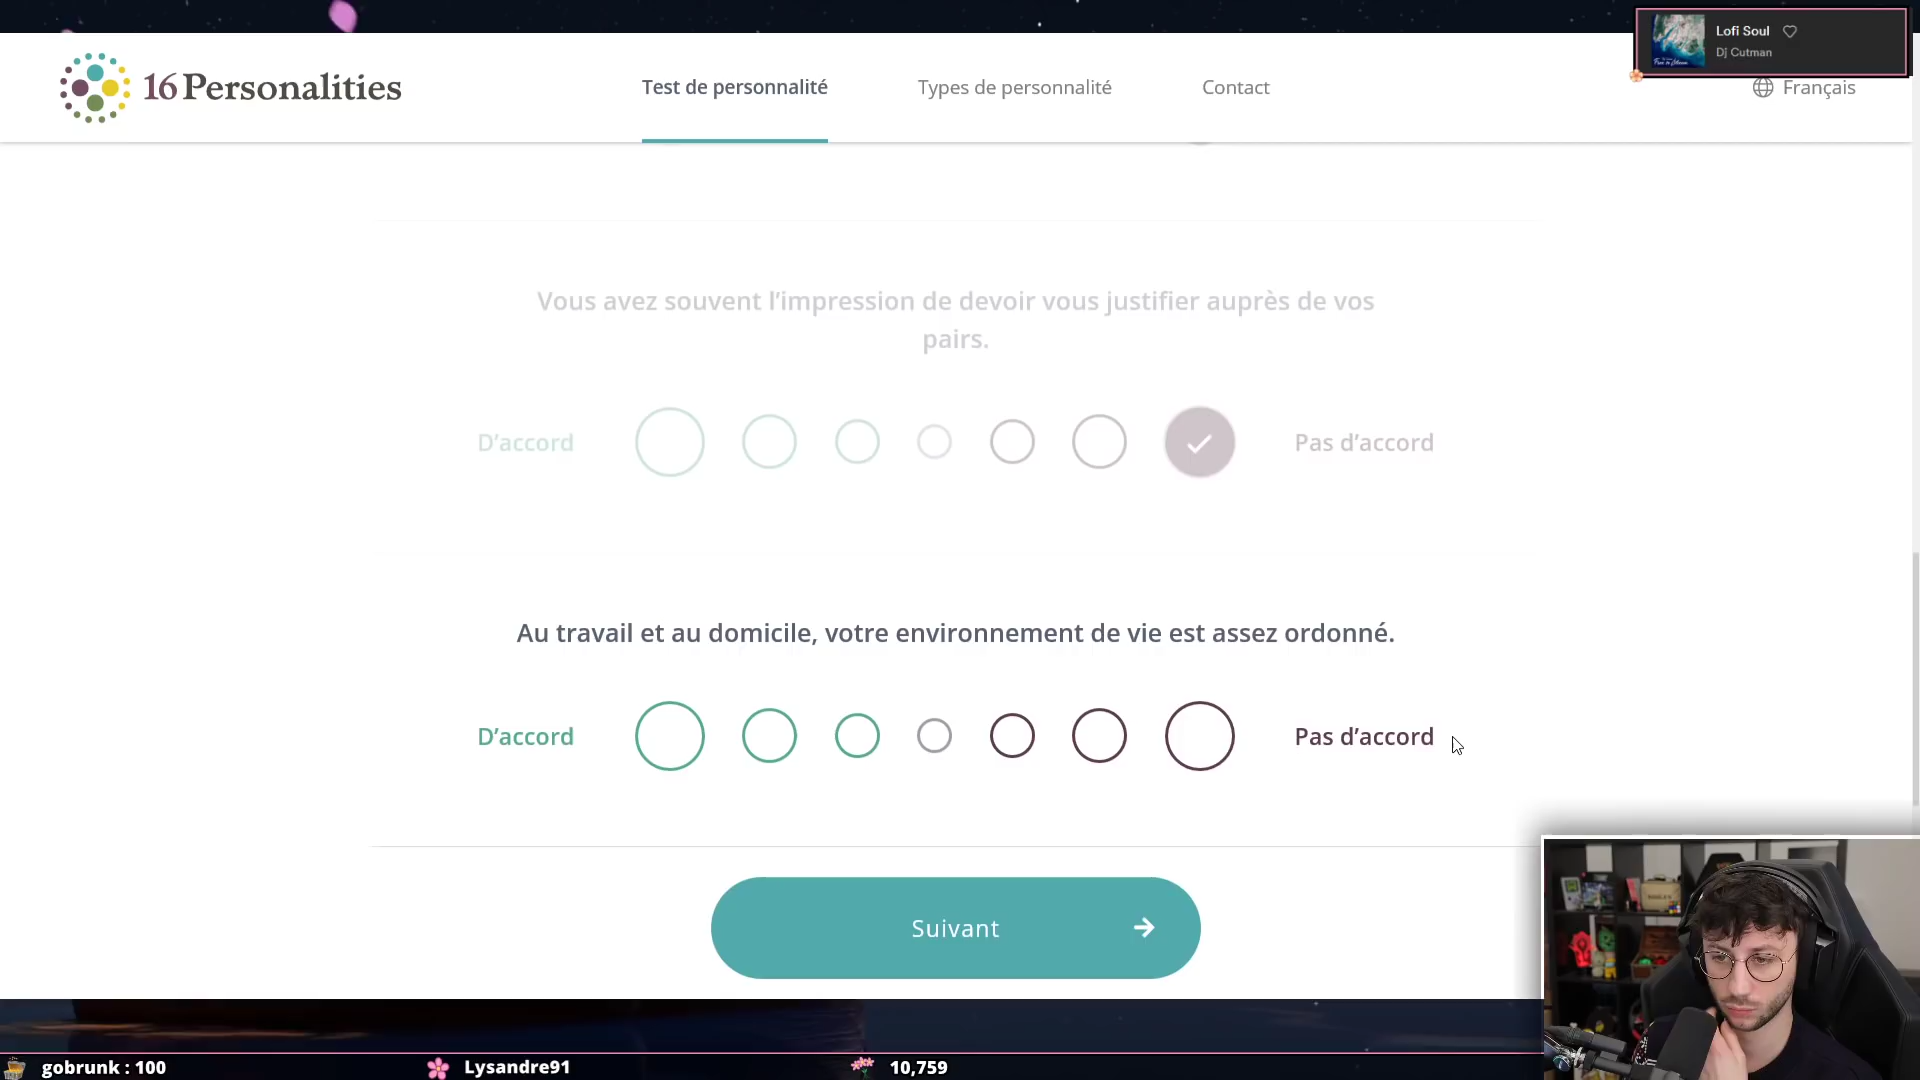 Lofi Soul
Dj Cutman
16Personalities
Test de personnalité
Types de personnalité
Contact
Français
Vous avez souvent l’impression de devoir vous justifier auprès de vos
pairs.
D’accord
Pas d’accord
Au travail et au domicile, votre environnement de vie est assez ordonné.
D’accord
Pas d’accord
Suivant
gobrunk : 100
Lysandre91
10,759